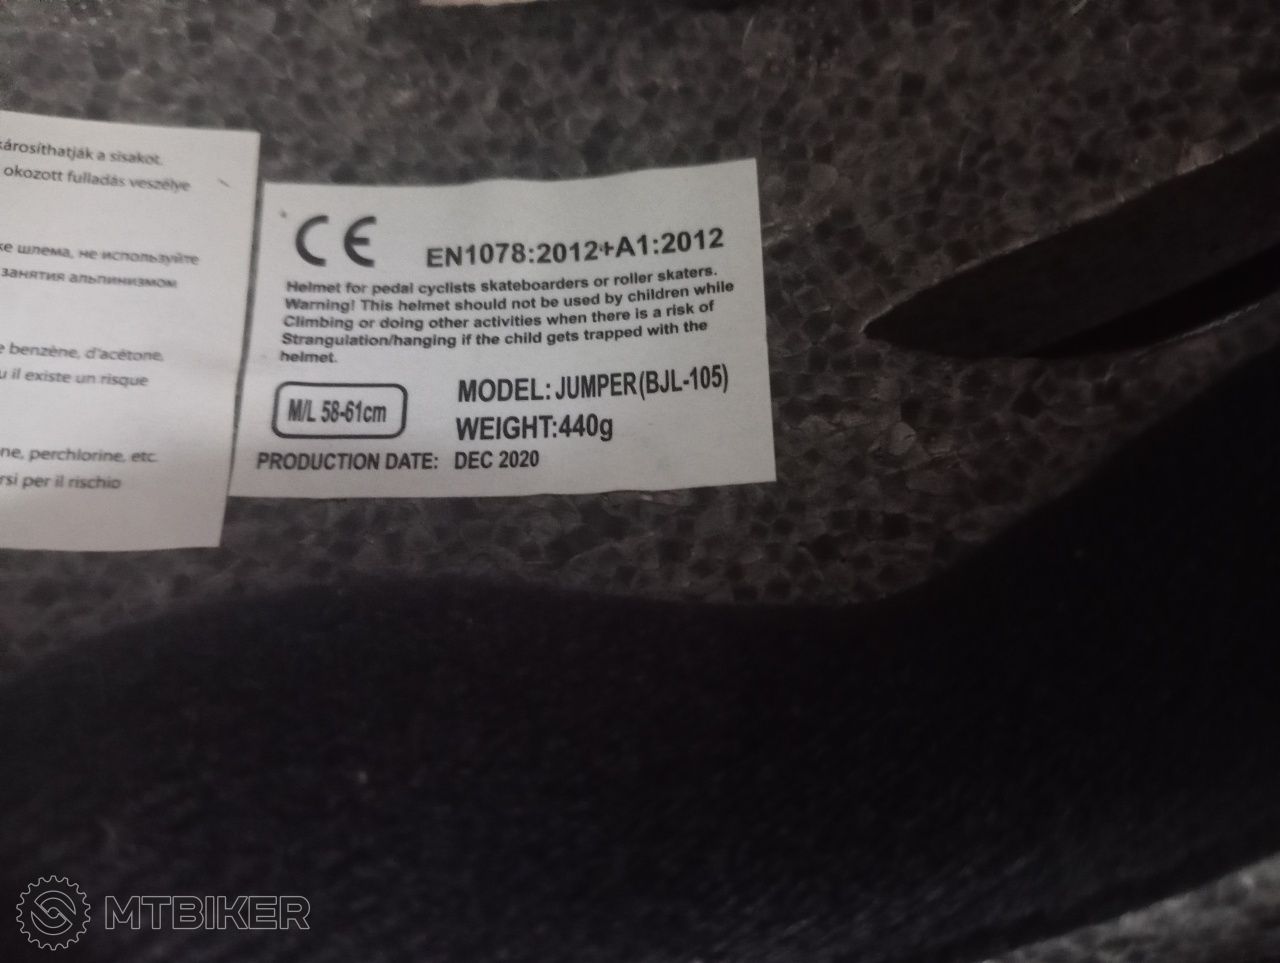 károsíthatják a sisakot.
okozott fulladás veszélye
ке шлема, не используйте
занятия альпинизмом
benzène, d'acétone,
u il existe un risque
ne, perchlorine, etc.
rsi per il rischio
CE
EN1078:2012+A1:2012
Helmet for pedal cyclists skateboarders or roller skaters.
Warning! This helmet should not be used by children while
Climbing or doing other activities when there is a risk of
Strangulation/hanging if the child gets trapped with the
helmet.
M/L 58-61cm
MODEL: JUMPER(BJL-105)
WEIGHT:440g
PRODUCTION DATE: DEC 2020
MTBIKER